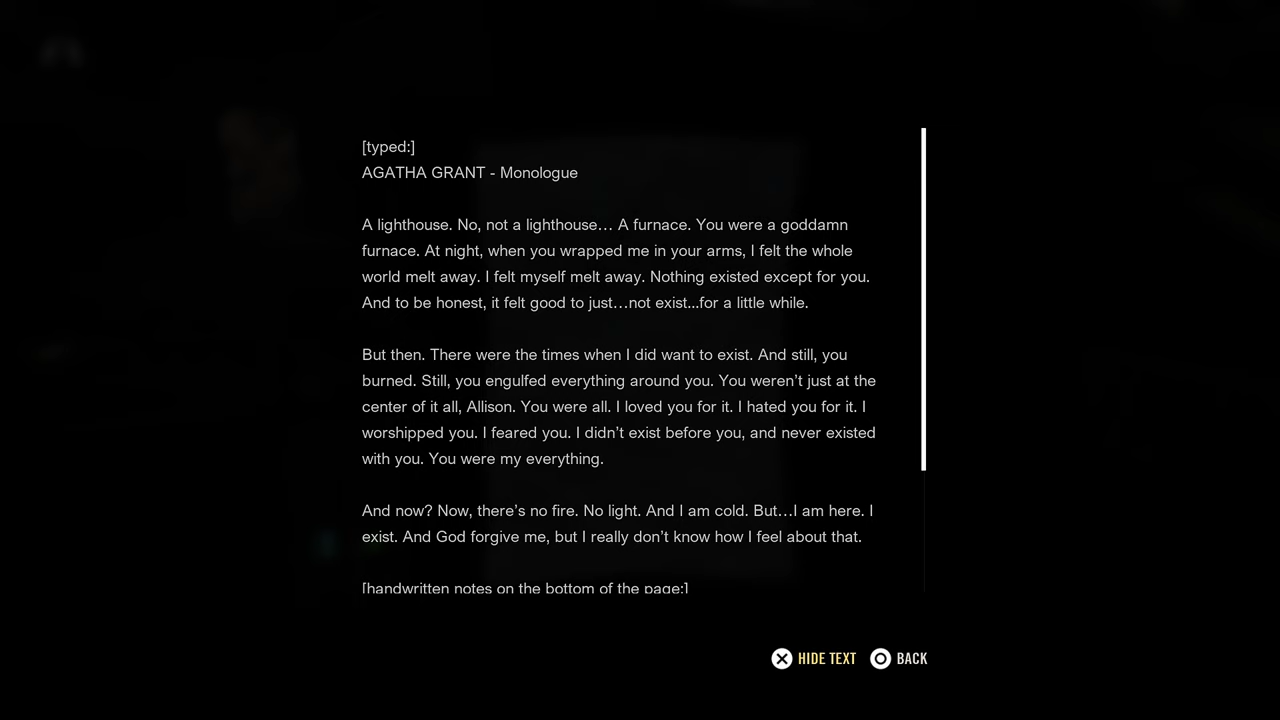 [typed:]
AGATHA GRANT - Monologue
A lighthouse. No, not a lighthouse… A furnace. You were a goddamn
furnace. At night, when you wrapped me in your arms, I felt the whole
world melt away. I felt myself melt away. Nothing existed except for you.
And to be honest, it felt good to just…not exist...for a little while.
But then. There were the times when I did want to exist. And still, you
burned. Still, you engulfed everything around you. You weren’t just at the
center of it all, Allison. You were all. I loved you for it. I hated you for it. I
worshipped you. I feared you. I didn’t exist before you, and never existed
with you. You were my everything.
And now? Now, there’s no fire. No light. And I am cold. But…I am here. I
exist. And God forgive me, but I really don’t know how I feel about that.
[handwritten notes on the bottom of the page:]
HIDE TEXT BACK